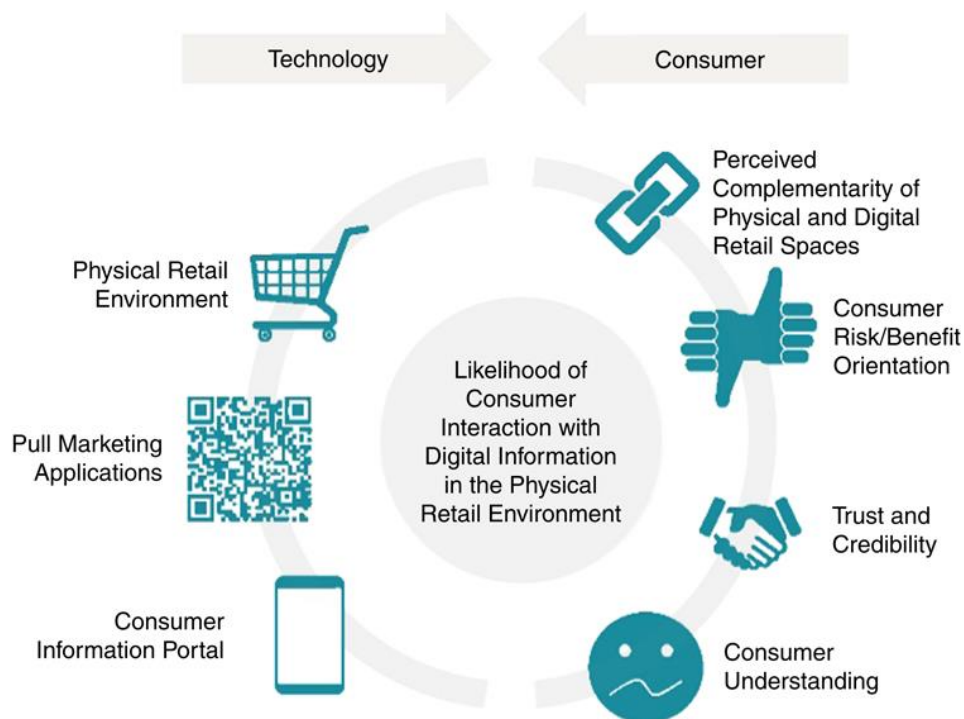 Technology
Consumer
Physical Retail
Environment
Pull Marketing
Applications
Consumer
Information Portal
Likelihood of
Consumer
Interaction with
Digital Information
in the Physical
Retail Environment
Perceived
Complementarity of
Physical and Digital
Retail Spaces
Consumer
Risk/Benefit
Orientation
Trust and
Credibility
Consumer
Understanding